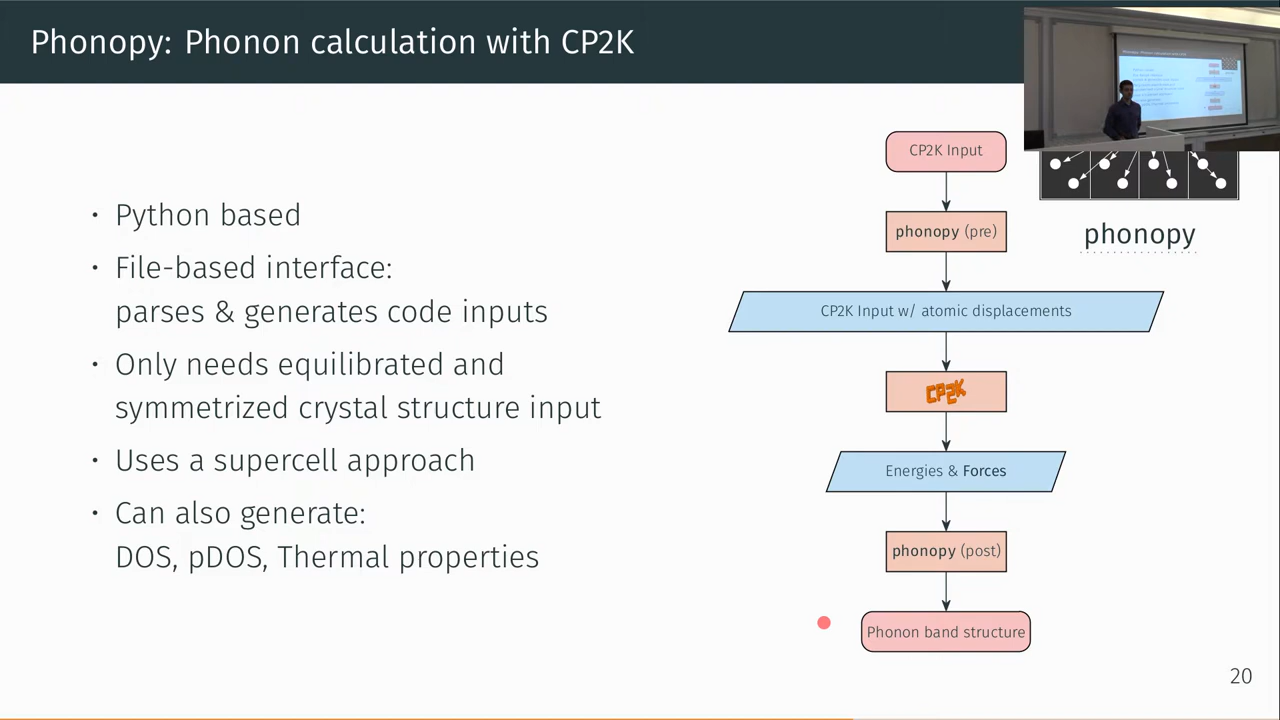 Phonopy: Phonon calculation with CP2K
• Python based
• File-based interface:
parses & generates code inputs
• Only needs equilibrated and
symmetrized crystal structure input
• Uses a supercell approach
• Can also generate:
DOS, pDOS, Thermal properties
CP2K Input
phonopy (pre)
CP2K Input w/ atomic displacements
CP2K
Energies & Forces
phonopy (post)
Phonon band structure
phonopy
20